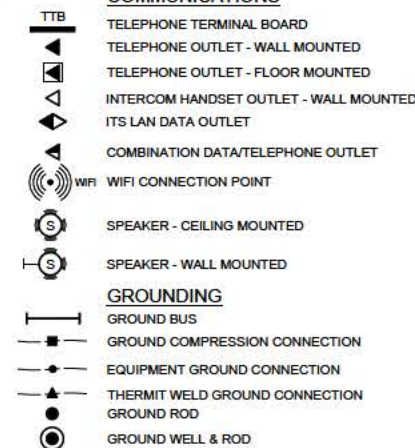 COMMUNICATIONS
TTB TELEPHONE TERMINAL BOARD
TELEPHONE OUTLET - WALL MOUNTED
TELEPHONE OUTLET - FLOOR MOUNTED
INTERCOM HANDSET OUTLET - WALL MOUNTED
ITS LAN DATA OUTLET
COMBINATION DATA/TELEPHONE OUTLET
WIFI WIFI CONNECTION POINT
S SPEAKER - CEILING MOUNTED
S SPEAKER - WALL MOUNTED
GROUNDING
GROUND BUS
GROUND COMPRESSION CONNECTION
EQUIPMENT GROUND CONNECTION
THERMIT WELD GROUND CONNECTION
GROUND ROD
GROUND WELL & ROD